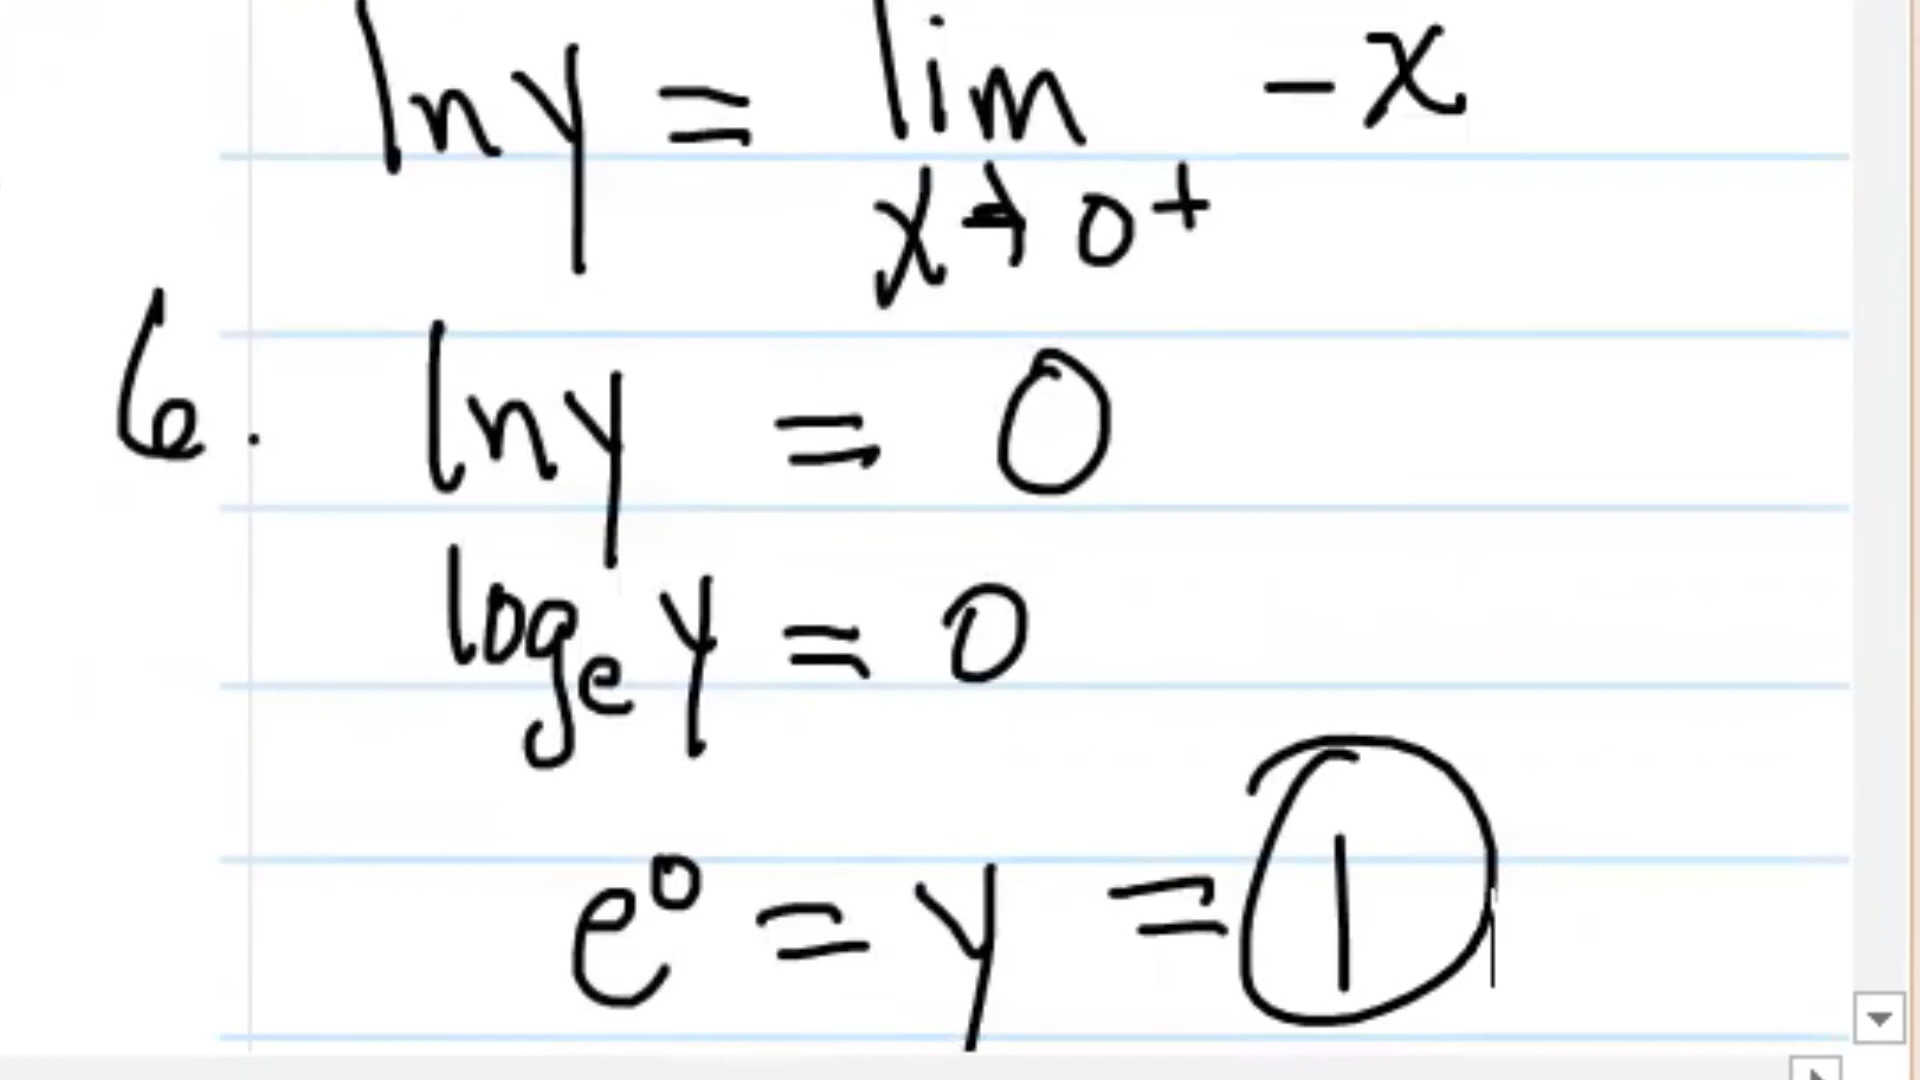 ln y = lim -x
x→0+
6. ln y = 0
log_e y = 0
e^0 = y = 1